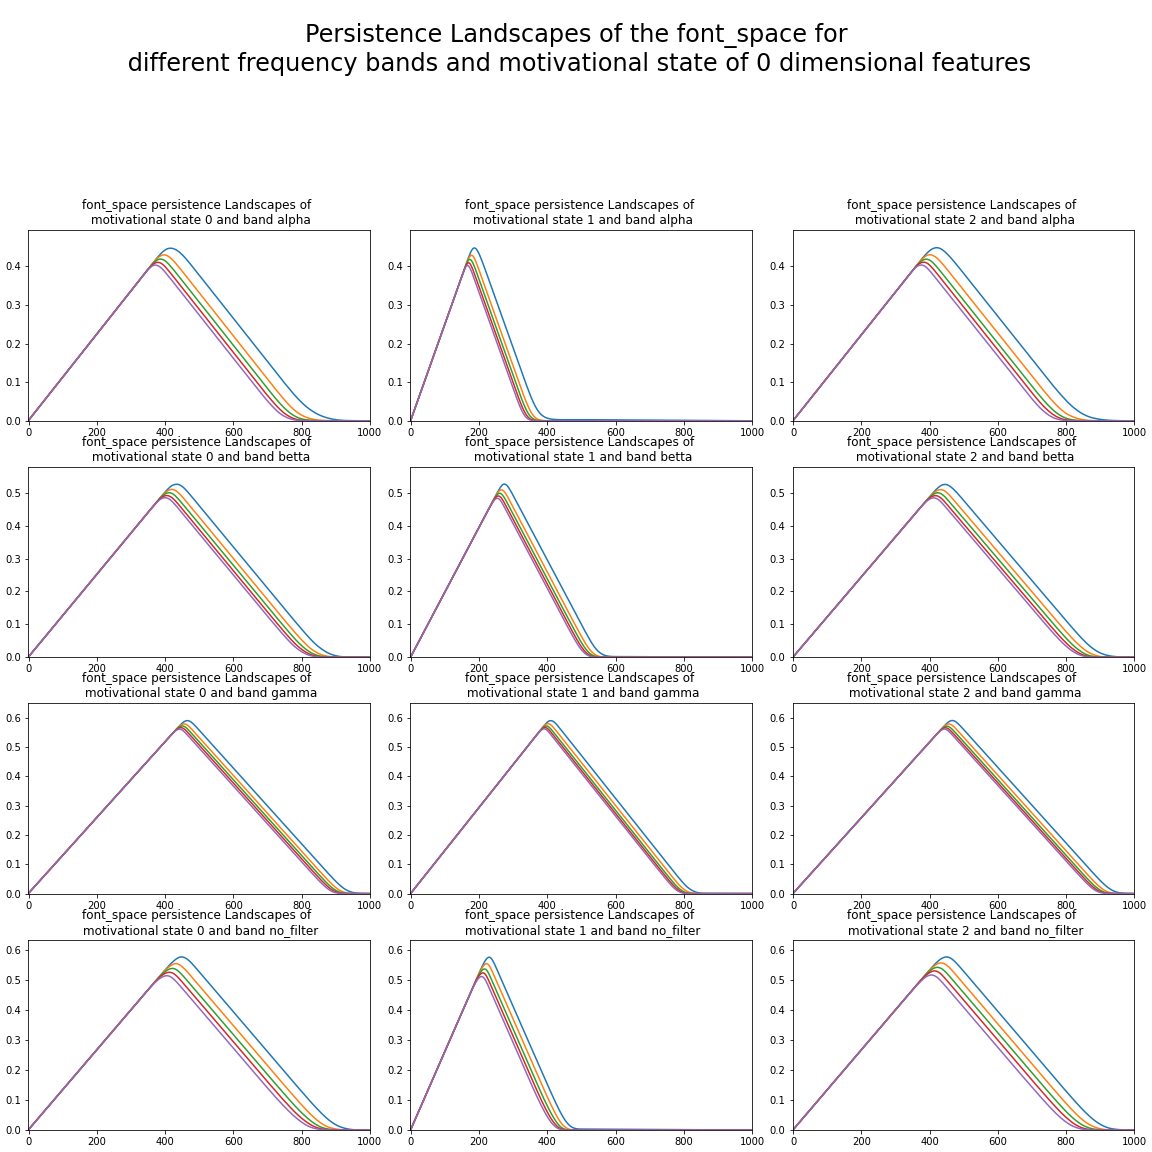 Persistence Landscapes of the font_space for
different frequency bands and motivational state of 0 dimensional features
font_space persistence Landscapes of
motivational state 0 and band alpha
font_space persistence Landscapes of
motivational state 1 and band alpha
font_space persistence Landscapes of
motivational state 2 and band alpha
0.4
0.3
0.2
0.1
0.0
0 200 400 600 800 1000
0.4
0.3
0.2
0.1
0.0
0 200 400 600 800 1000
0.4
0.3
0.2
0.1
0.0
0 200 400 600 800 1000
font_space persistence Landscapes of
motivational state 0 and band betta
font_space persistence Landscapes of
motivational state 1 and band betta
font_space persistence Landscapes of
motivational state 2 and band betta
0.5
0.4
0.3
0.2
0.1
0.0
0 200 400 600 800 1000
0.5
0.4
0.3
0.2
0.1
0.0
0 200 400 600 800 1000
0.5
0.4
0.3
0.2
0.1
0.0
0 200 400 600 800 1000
font_space persistence Landscapes of
motivational state 0 and band gamma
font_space persistence Landscapes of
motivational state 1 and band gamma
font_space persistence Landscapes of
motivational state 2 and band gamma
0.6
0.5
0.4
0.3
0.2
0.1
0.0
0 200 400 600 800 1000
0.6
0.5
0.4
0.3
0.2
0.1
0.0
0 200 400 600 800 1000
0.6
0.5
0.4
0.3
0.2
0.1
0.0
0 200 400 600 800 1000
font_space persistence Landscapes of
motivational state 0 and band no_filter
font_space persistence Landscapes of
motivational state 1 and band no_filter
font_space persistence Landscapes of
motivational state 2 and band no_filter
0.6
0.5
0.4
0.3
0.2
0.1
0.0
0 200 400 600 800 1000
0.6
0.5
0.4
0.3
0.2
0.1
0.0
0 200 400 600 800 1000
0.6
0.5
0.4
0.3
0.2
0.1
0.0
0 200 400 600 800 1000